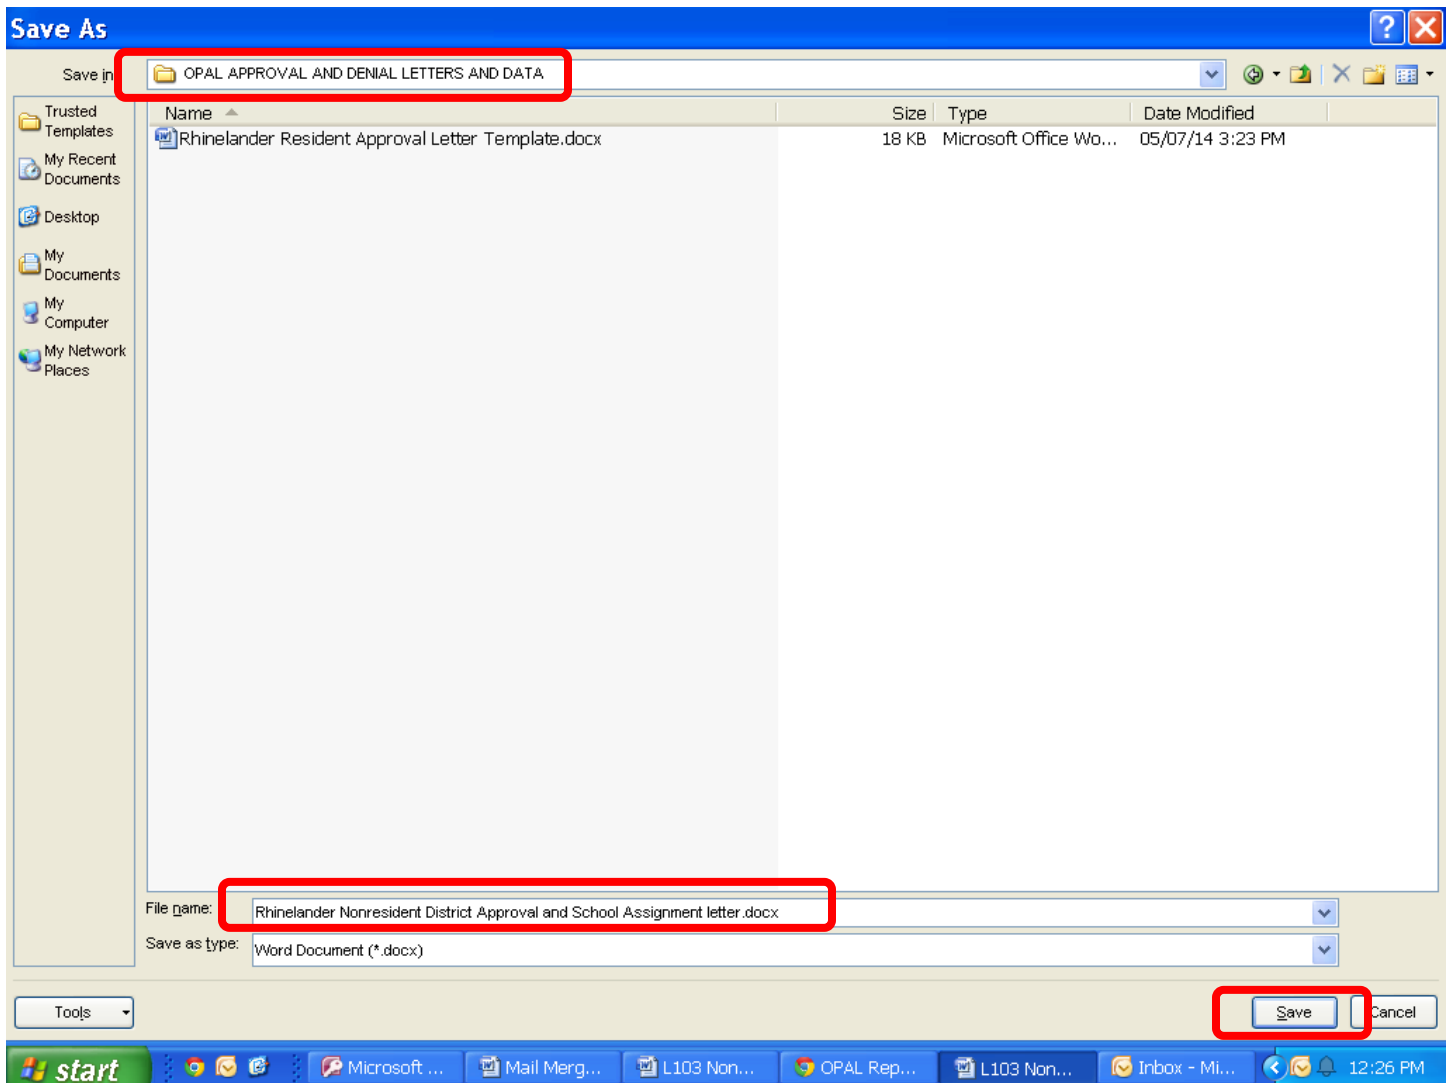 Save As
Save in
OPAL APPROVAL AND DENIAL LETTERS AND DATA
Trusted
Templates
My Recent
Documents
Desktop
My
Documents
My
Computer
My Network
Places
Name Size Type Date Modified
Rhinelander Resident Approval Letter Template.docx 18 KB Microsoft Office Wo... 05/07/14 3:23 PM
File name: Rhinelander Nonresident District Approval and School Assignment letter.docx
Save as type: Word Document (*.docx)
Tools Save Cancel
start Microsoft ... Mail Merg... L103 Non... OPAL Rep... L103 Non... Inbox - Mi... 12:26 PM